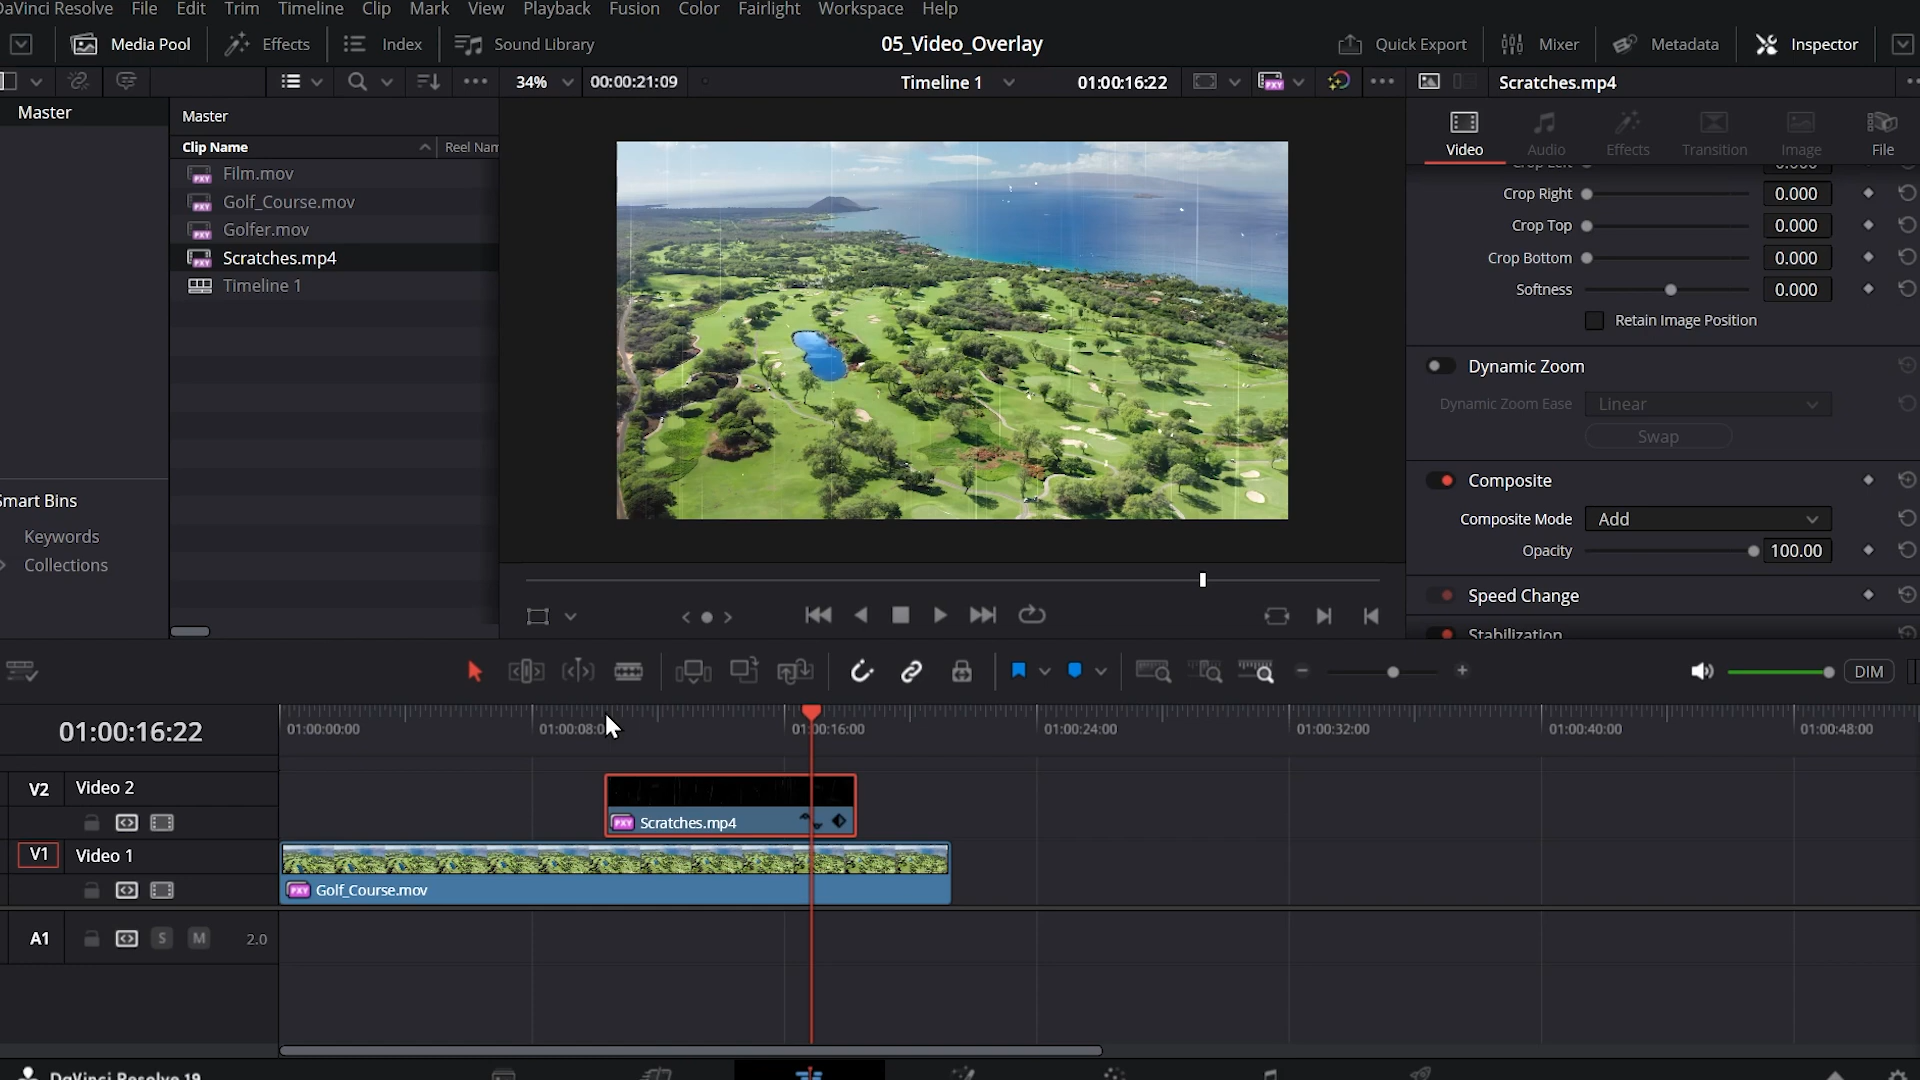 DaVinci Resolve File Edit Trim Timeline Clip Mark View Playback Fusion Color Fairlight Workspace Help
Media Pool Effects Index Sound Library 05_Video_Overlay Quick Export Mixer Metadata Inspector
34% 00:00:21:09 Timeline 1 01:00:16:22 Scratches.mp4
Master
Master
Clip Name Reel Nam
Film.mov
Golf_Course.mov
Golfer.mov
Scratches.mp4
Timeline 1
Smart Bins
Keywords
Collections
Video Audio Effects Transition Image File
Crop Left 0.000
Crop Right 0.000
Crop Top 0.000
Crop Bottom 0.000
Softness 0.000
Retain Image Position
Dynamic Zoom
Dynamic Zoom Ease Linear
Swap
Composite
Composite Mode Add
Opacity 100.00
Speed Change
Stabilization
DIM
01:00:16:22 01:00:00:00 01:00:08:0 01:00:16:00 01:00:24:00 01:00:32:00 01:00:40:00 01:00:48:00
V2 Video 2
PXY Scratches.mp4
V1 Video 1
PXY Golf_Course.mov
A1 S M 2.0
DaVinci Resolve 19